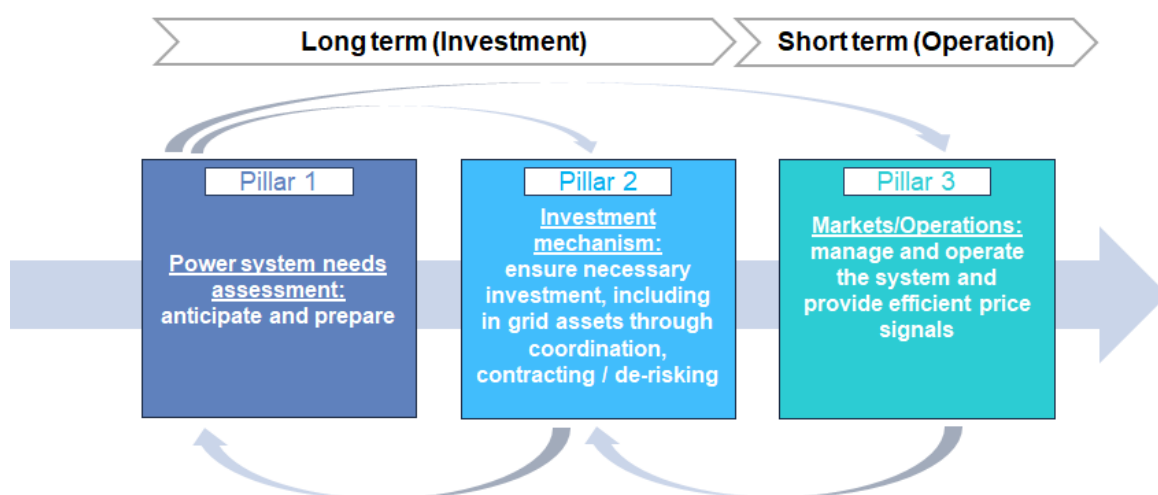 Long term (Investment)
Short term (Operation)
Pillar 1
Power system needs
assessment:
anticipate and prepare
Pillar 2
Investment
mechanism:
ensure necessary
investment, including
in grid assets through
coordination,
contracting / de-risking
Pillar 3
Markets/Operations:
manage and operate
the system and
provide efficient price
signals